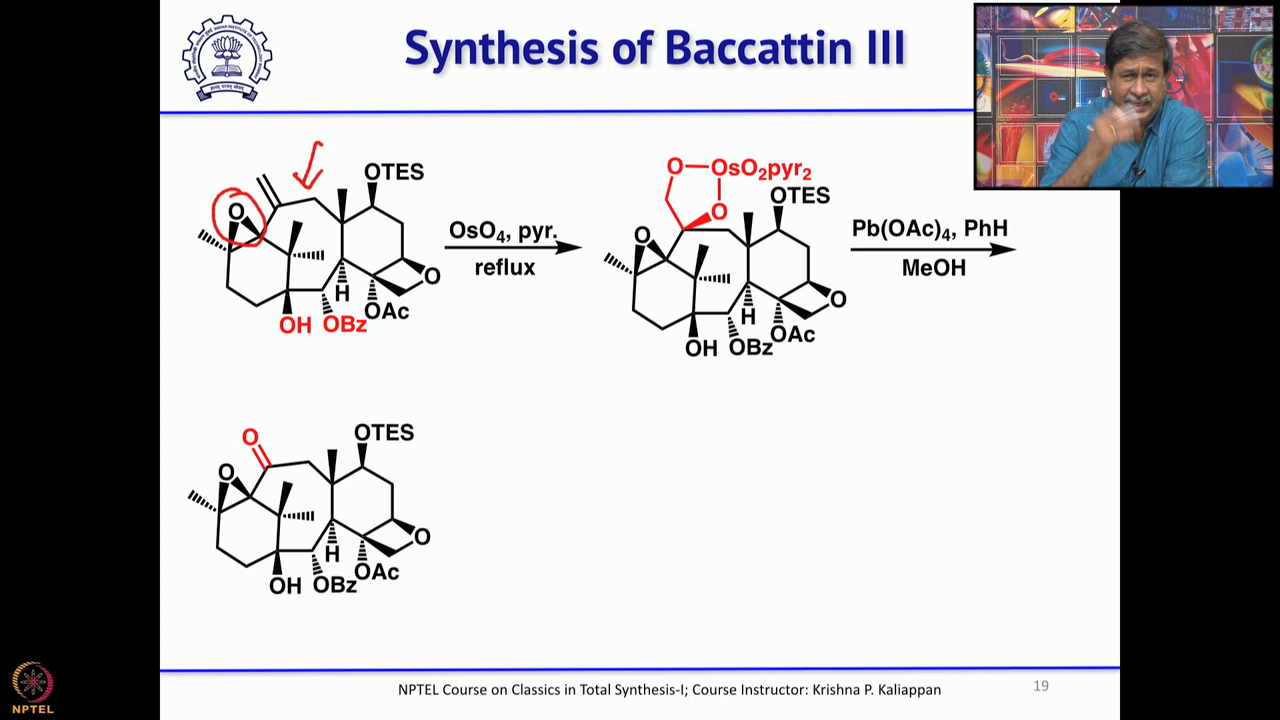 Synthesis of Baccattin III
OTES
O
O
H
OAc
OH OBz
OsO4, pyr.
reflux
O OsO2pyr2
O
OTES
O
O
H
OAc
OH OBz
Pb(OAc)4, PhH
MeOH
O
OTES
O
O
H
OAc
OH OBz
NPTEL
NPTEL Course on Classics in Total Synthesis-I; Course Instructor: Krishna P. Kaliappan
19